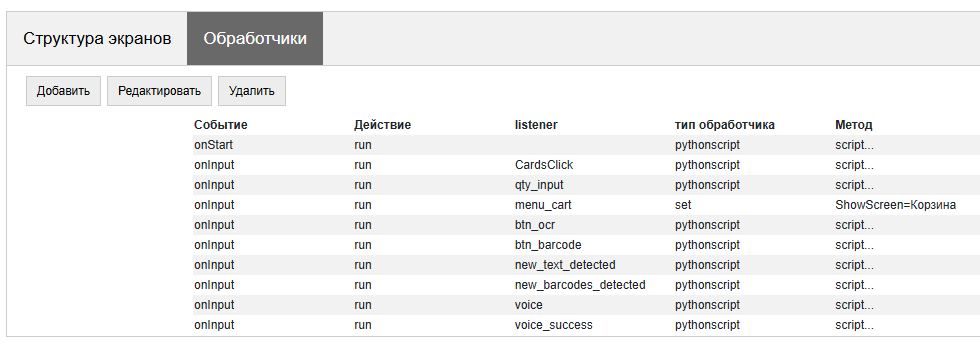 Структура экранов Обработчики
Добавить Редактировать Удалить
Событие Действие listener тип обработчика Метод
onStart run pythonscript script...
onInput run CardsClick pythonscript script...
onInput run qty_input pythonscript script...
onInput run menu_cart set ShowScreen=Корзина
onInput run btn_ocr pythonscript script...
onInput run btn_barcode pythonscript script...
onInput run new_text_detected pythonscript script...
onInput run new_barcodes_detected pythonscript script...
onInput run voice pythonscript script...
onInput run voice_success pythonscript script...